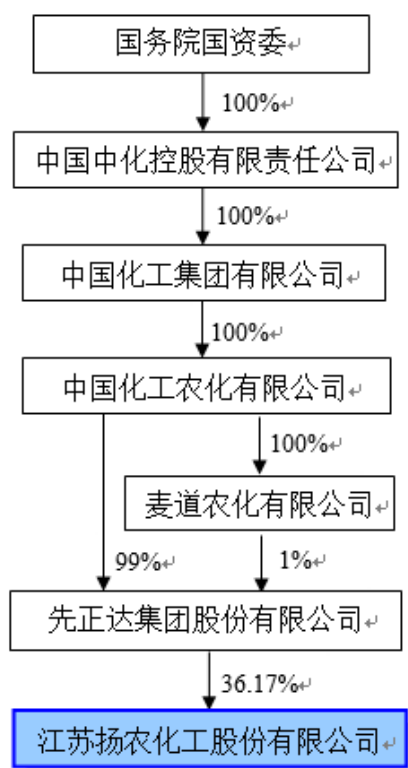 国务院国资委
100%
中国中化控股有限责任公司
100%
中国化工集团有限公司
100%
中国化工农化有限公司
100%
麦道农化有限公司
99%
1%
先正达集团股份有限公司
36.17%
江苏扬农化工股份有限公司